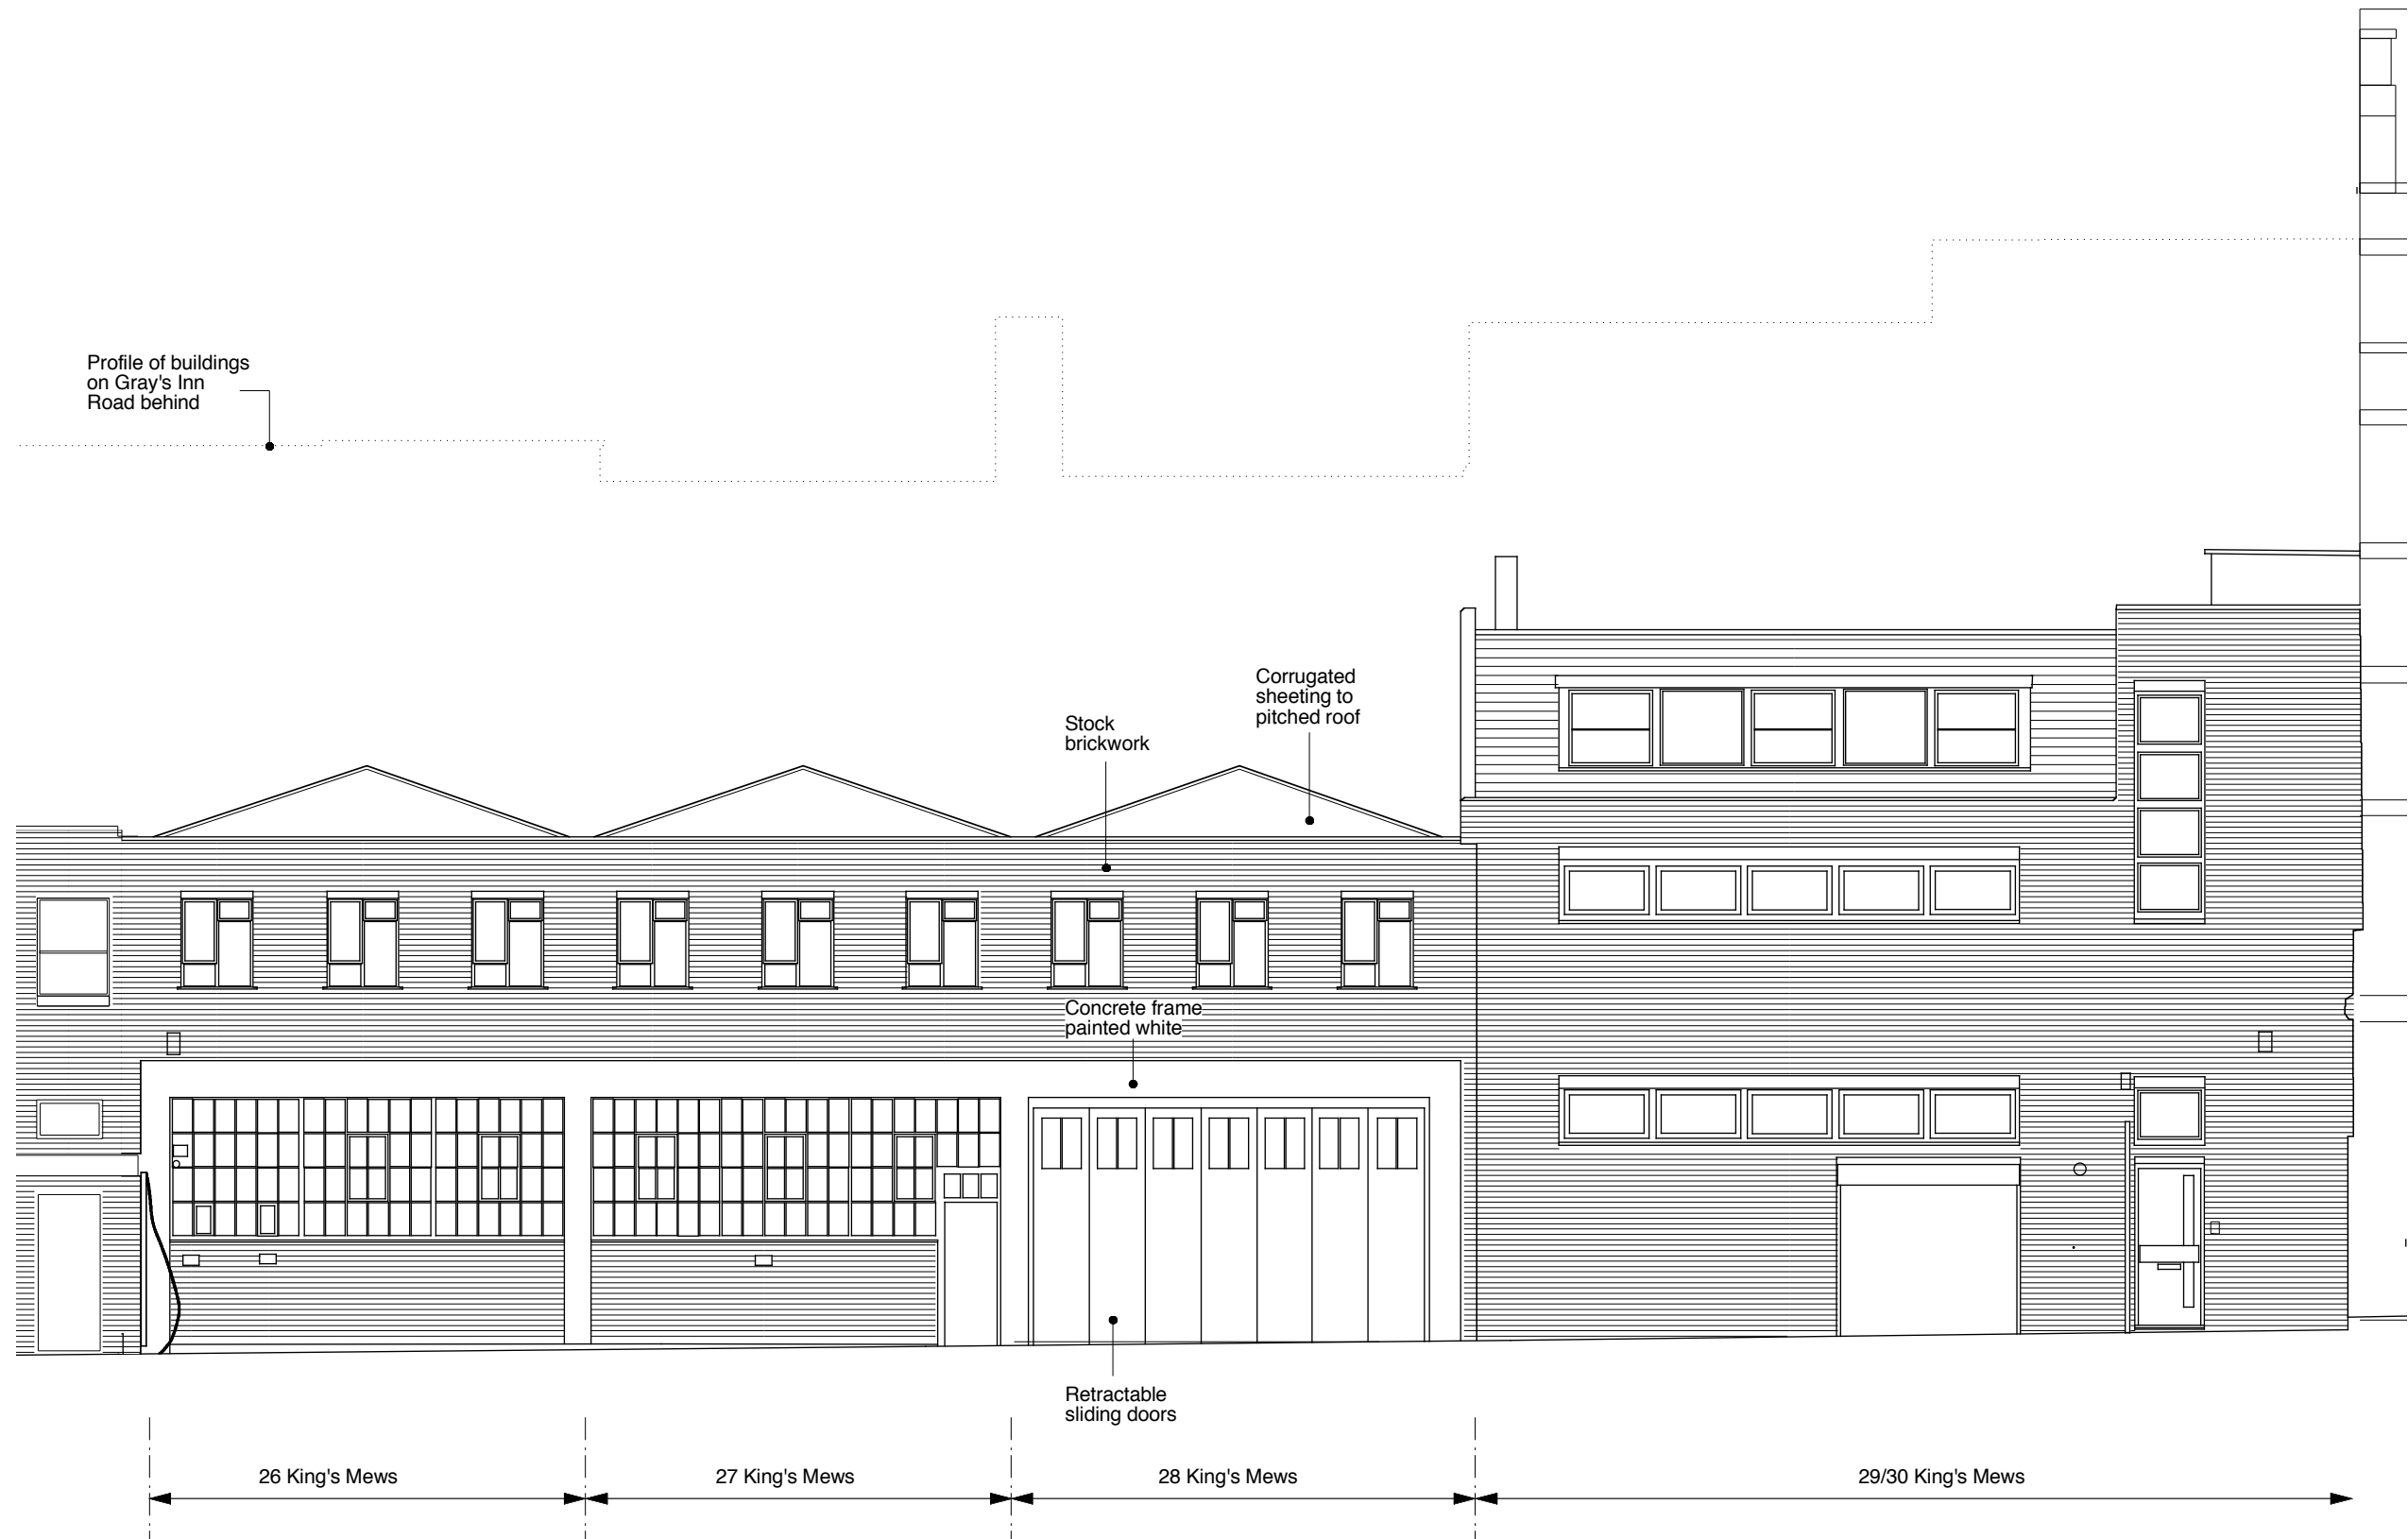 Profile of buildings
on Gray's Inn
Road behind
Corrugated
sheeting to
pitched roof
Stock
brickwork
Concrete frame
painted white
Retractable
sliding doors
26 King's Mews
27 King's Mews
28 King's Mews
29/30 King's Mews